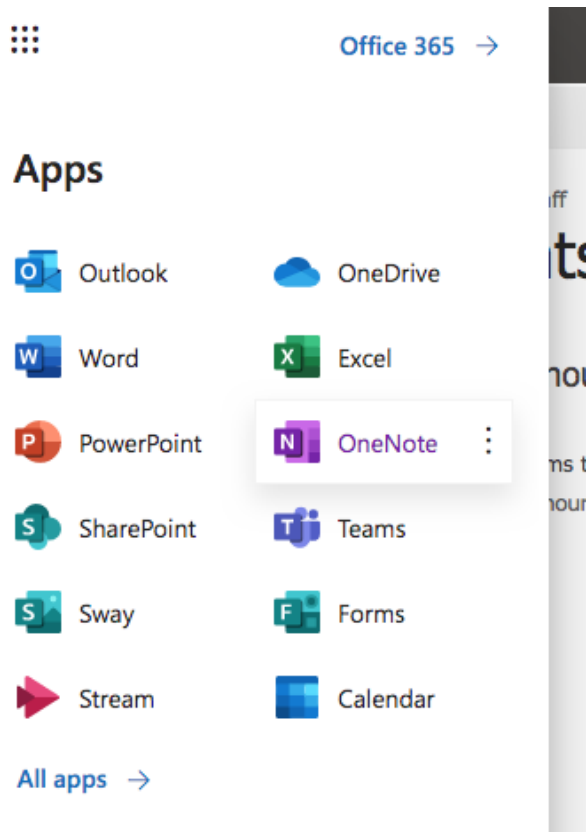 Office 365 →
Apps
Outlook
OneDrive
Word
Excel
PowerPoint
OneNote
SharePoint
Teams
Sway
Forms
Stream
Calendar
All apps →